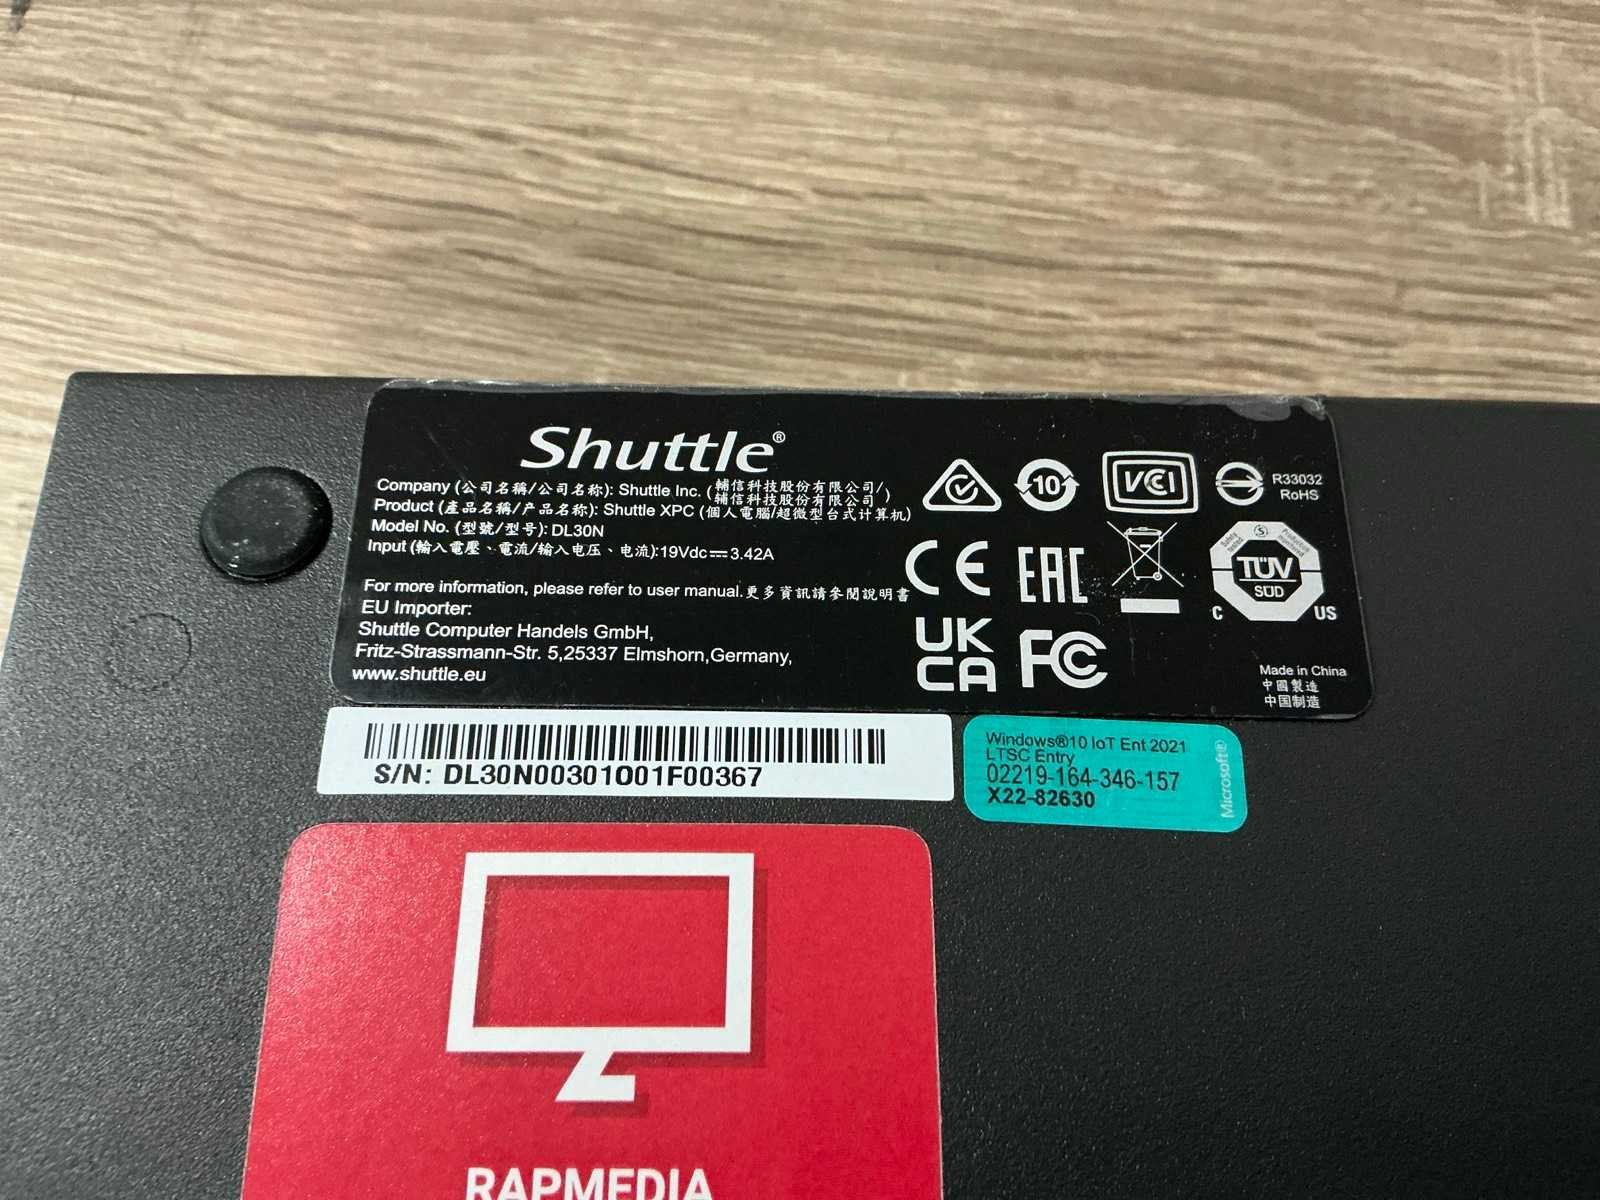 Shuttle®
Company (公司名稱/公司名称): Shuttle Inc. (輔信科技股份有限公司/
辅信科技股份有限公司)
Product (產品名稱/产品名称): Shuttle XPC (個人電腦/超微型台式计算机)
Model No. (型號/型号): DL30N
Input (輸入電壓、電流/输入电压、电流):19Vdc⎓3.42A
For more information, please refer to user manual.更多資訊請參閱說明書
EU Importer:
Shuttle Computer Handels GmbH,
Fritz-Strassmann-Str. 5,25337 Elmshorn,Germany,
www.shuttle.eu
10
VCCI
R33032
RoHS
CE
EAC
Safety tested
Production monitored
TÜV
SÜD
C US
UK
CA
FC
Made in China
中國製造
中国制造
S/N: DL30N00301O01F00367
Windows®10 IoT Ent 2021
LTSC Entry
02219-164-346-157
X22-82630
Microsoft®
RAPMEDIA